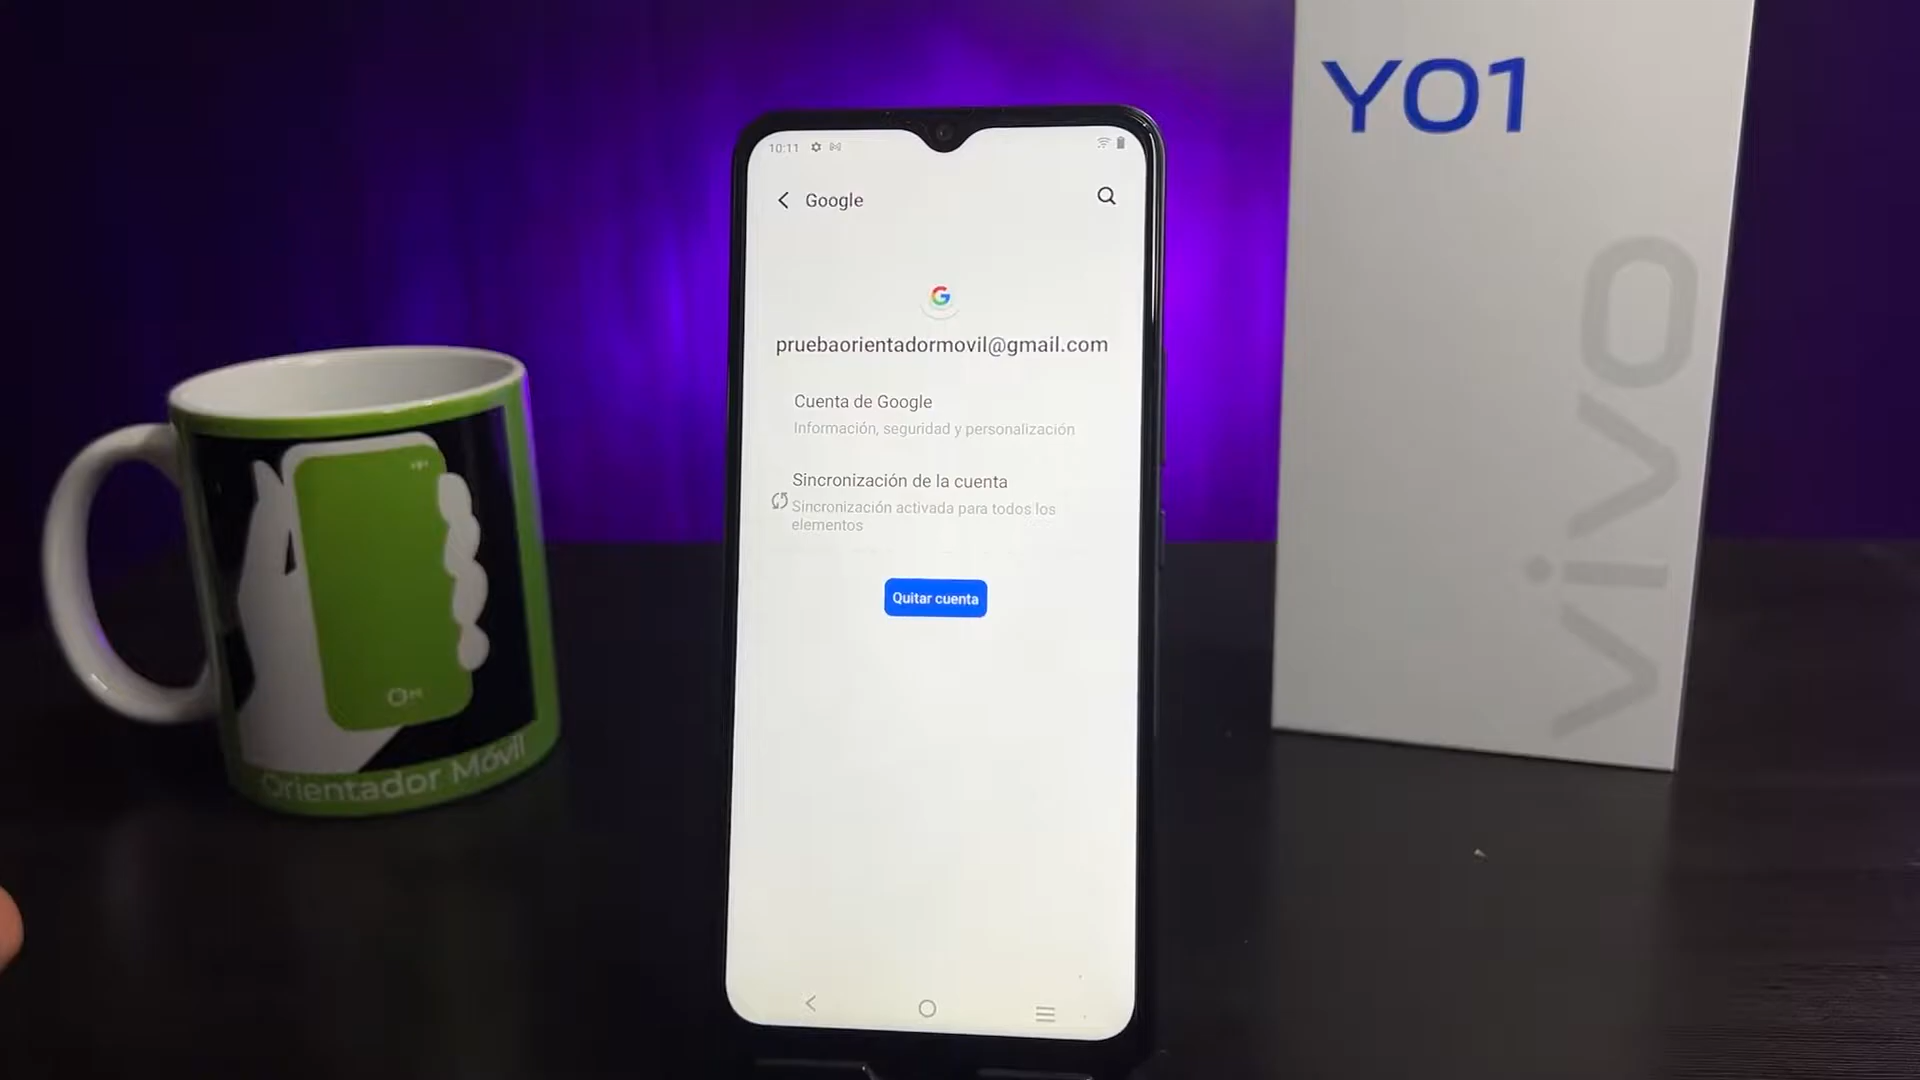 Y01
vivo
10:11
Google
G
pruebaorientadormovil@gmail.com
Cuenta de Google
Información, seguridad y personalización
Sincronización de la cuenta
Sincronización activada para todos los
elementos
Quitar cuenta
Orientador Móvil